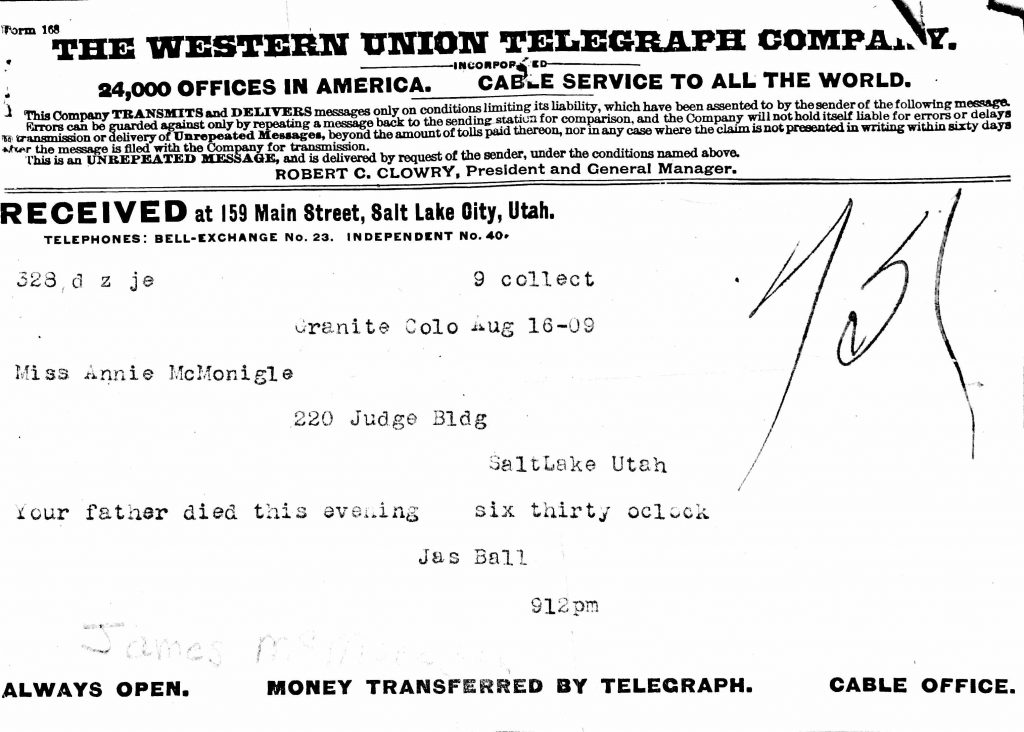 Form 168
THE WESTERN UNION TELEGRAPH COMPANY.
INCORPORATED
24,000 OFFICES IN AMERICA. CABLE SERVICE TO ALL THE WORLD.
This Company TRANSMITS and DELIVERS messages only on conditions limiting its liability, which have been assented to by the sender of the following message.
Errors can be guarded against only by repeating a message back to the sending station for comparison, and the Company will not hold itself liable for errors or delays
in transmission or delivery of Unrepeated Messages, beyond the amount of tolls paid thereon, nor in any case where the claim is not presented in writing within sixty days
after the message is filed with the Company for transmission.
This is an UNREPEATED MESSAGE, and is delivered by request of the sender, under the conditions named above.
ROBERT C. CLOWRY, President and General Manager.
RECEIVED at 159 Main Street, Salt Lake City, Utah.
TELEPHONES: BELL-EXCHANGE No. 23. INDEPENDENT No. 40.
328 d z je 9 collect
Granite Colo Aug 16-09
Miss Annie McMonigle
220 Judge Bldg
SaltLake Utah
Your father died this evening six thirty oclock
Jas Ball
912pm
James
ALWAYS OPEN. MONEY TRANSFERRED BY TELEGRAPH. CABLE OFFICE.